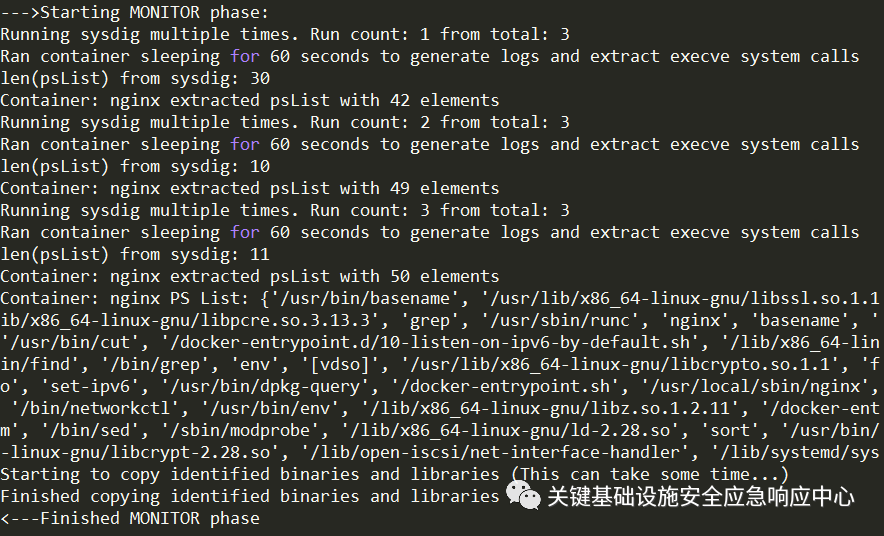 --->Starting MONITOR phase:
Running sysdig multiple times. Run count: 1 from total: 3
Ran container sleeping for 60 seconds to generate logs and extract execve system calls
len(psList) from sysdig: 30
Container: nginx extracted psList with 42 elements
Running sysdig multiple times. Run count: 2 from total: 3
Ran container sleeping for 60 seconds to generate logs and extract execve system calls
len(psList) from sysdig: 10
Container: nginx extracted psList with 49 elements
Running sysdig multiple times. Run count: 3 from total: 3
Ran container sleeping for 60 seconds to generate logs and extract execve system calls
len(psList) from sysdig: 11
Container: nginx extracted psList with 50 elements
Container: nginx PS List: {'/usr/bin/basename', '/usr/lib/x86_64-linux-gnu/libssl.so.1.1
ib/x86_64-linux-gnu/libpcre.so.3.13.3', 'grep', '/usr/sbin/runc', 'nginx', 'basename', '
'/usr/bin/cut', '/docker-entrypoint.d/10-listen-on-ipv6-by-default.sh', '/lib/x86_64-lin
in/find', '/bin/grep', 'env', '[vdso]', '/usr/lib/x86_64-linux-gnu/libcrypto.so.1.1', 'f
o', 'set-ipv6', '/usr/bin/dpkg-query', '/docker-entrypoint.sh', '/usr/local/sbin/nginx',
'/bin/networkctl', '/usr/bin/env', '/lib/x86_64-linux-gnu/libz.so.1.2.11', '/docker-ent
m', '/bin/sed', '/sbin/modprobe', '/lib/x86_64-linux-gnu/ld-2.28.so', 'sort', '/usr/bin/
-linux-gnu/libcrypt-2.28.so', '/lib/open-iscsi/net-interface-handler', '/lib/systemd/sys
Starting to copy identified binaries and libraries (This can take some time...)
Finished copying identified binaries and libraries
关键基础设施安全应急响应中心
<---Finished MONITOR phase